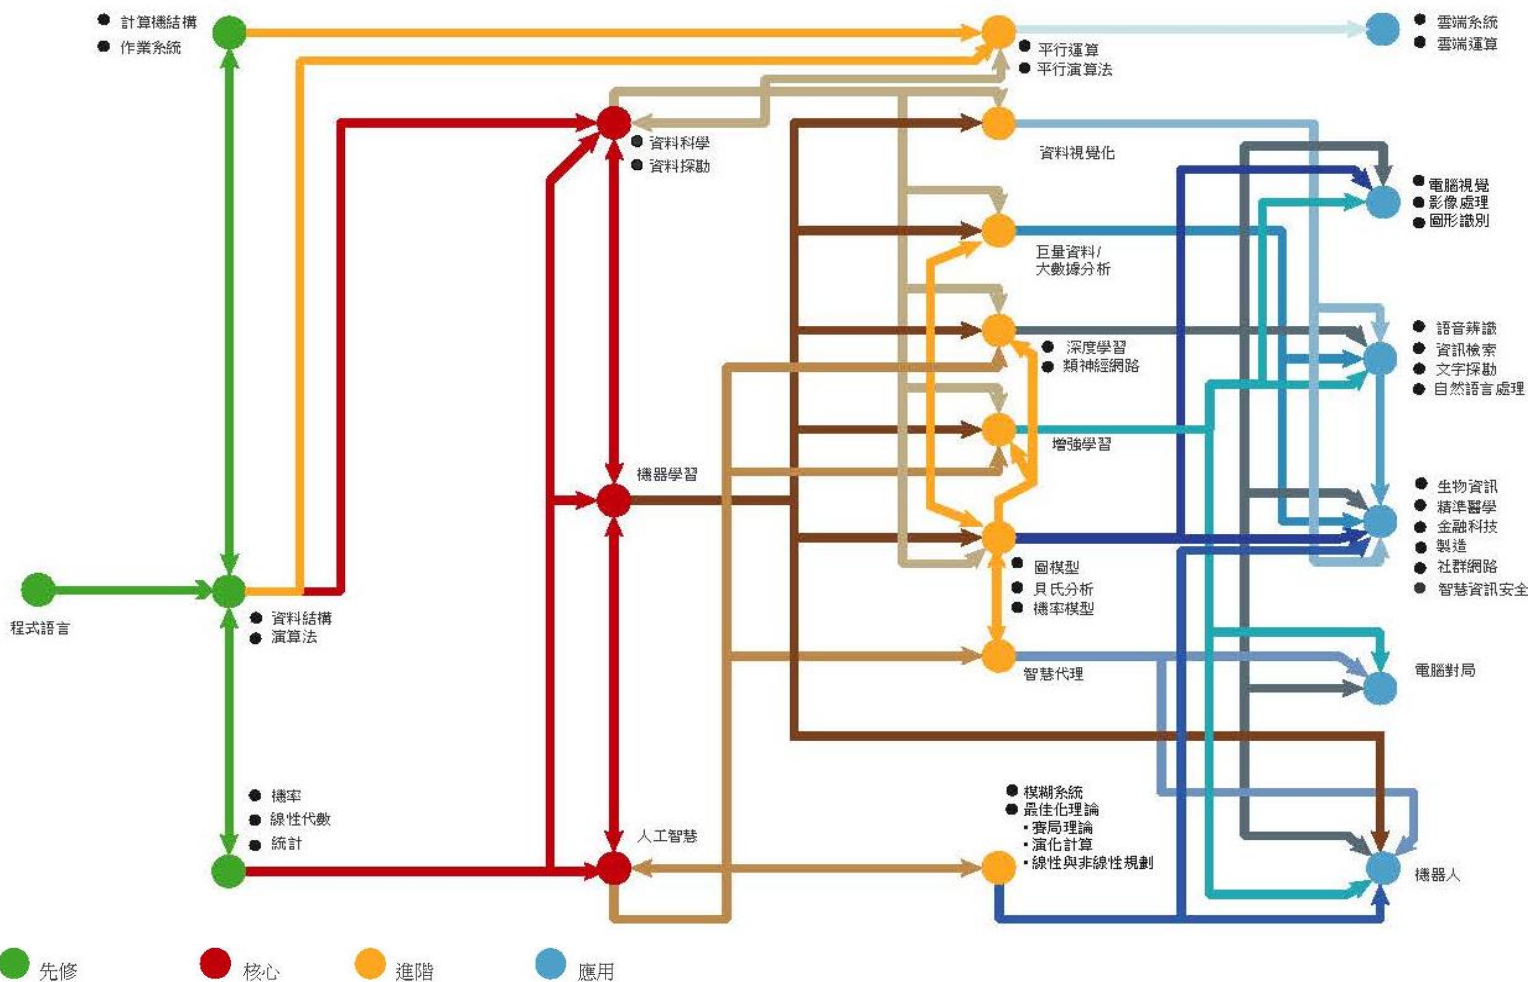 計算機結構
作業系統
平行運算
平行演算法
雲端系統
雲端運算
資料科學
資料探勘
資料視覺化
電腦視覺
影像處理
圖形識別
巨量資料/
大數據分析
深度學習
類神經網路
語音辨識
資訊檢索
文字探勘
自然語言處理
增強學習
機器學習
生物資訊
精準醫學
金融科技
製造
社群網路
智慧資訊安全
圖模型
貝氏分析
機率模型
程式語言
資料結構
演算法
智慧代理
電腦對局
機率
線性代數
統計
模糊系統
最佳化理論
▪ 賽局理論
▪ 演化計算
▪ 線性與非線性規劃
人工智慧
機器人
先修
核心
進階
應用